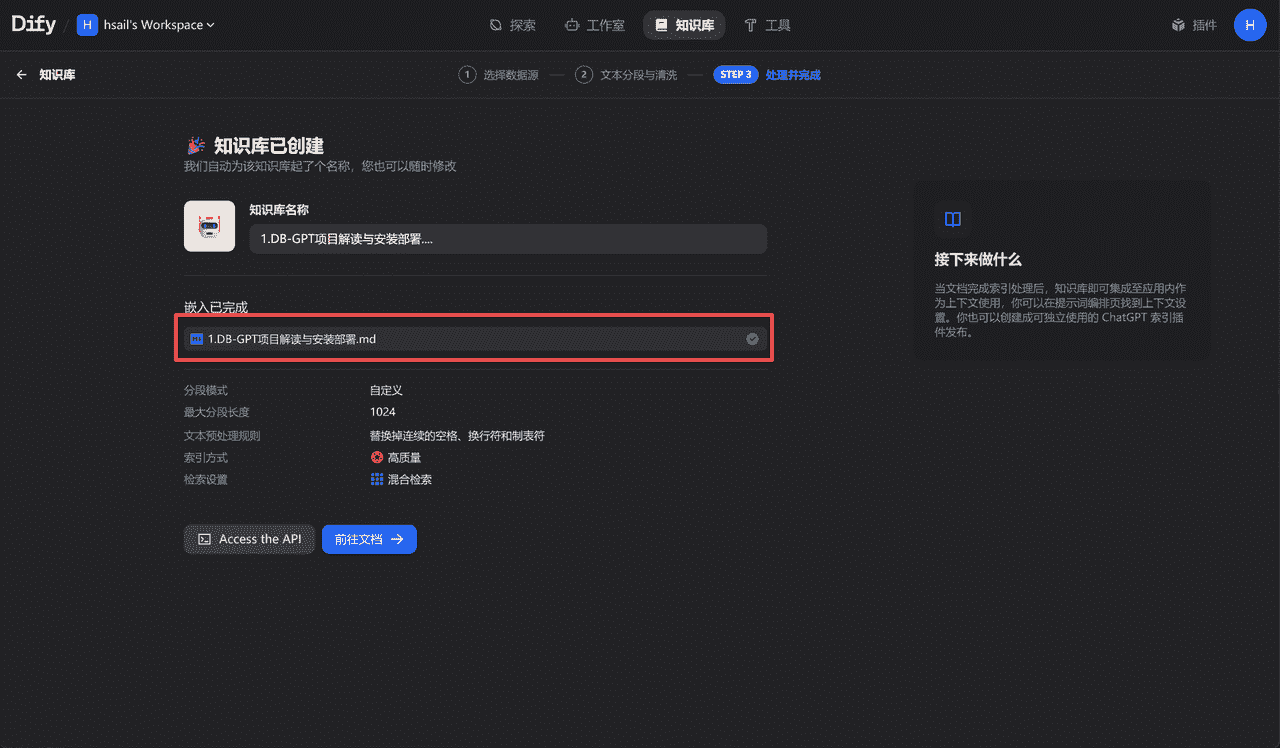 Dify / H hsail's Workspace 探索 工作室 知识库 工具 插件 H
← 知识库 1 选择数据源 — 2 文本分段与清洗 — STEP 3 处理并完成
🎉 知识库已创建
我们自动为该知识库起了个名称，您也可以随时修改
知识库名称
1.DB-GPT项目解读与安装部署....
嵌入已完成
1.DB-GPT项目解读与安装部署.md
分段模式 自定义
最大分段长度 1024
文本预处理规则 替换掉连续的空格、换行符和制表符
索引方式 高质量
检索设置 混合检索
Access the API 前往文档 →
接下来做什么
当文档完成索引处理后，知识库即可集成至应用内作
为上下文使用，你可以在提示词编排页找到上下文设
置。你也可以创建成可独立使用的 ChatGPT 索引插
件发布。